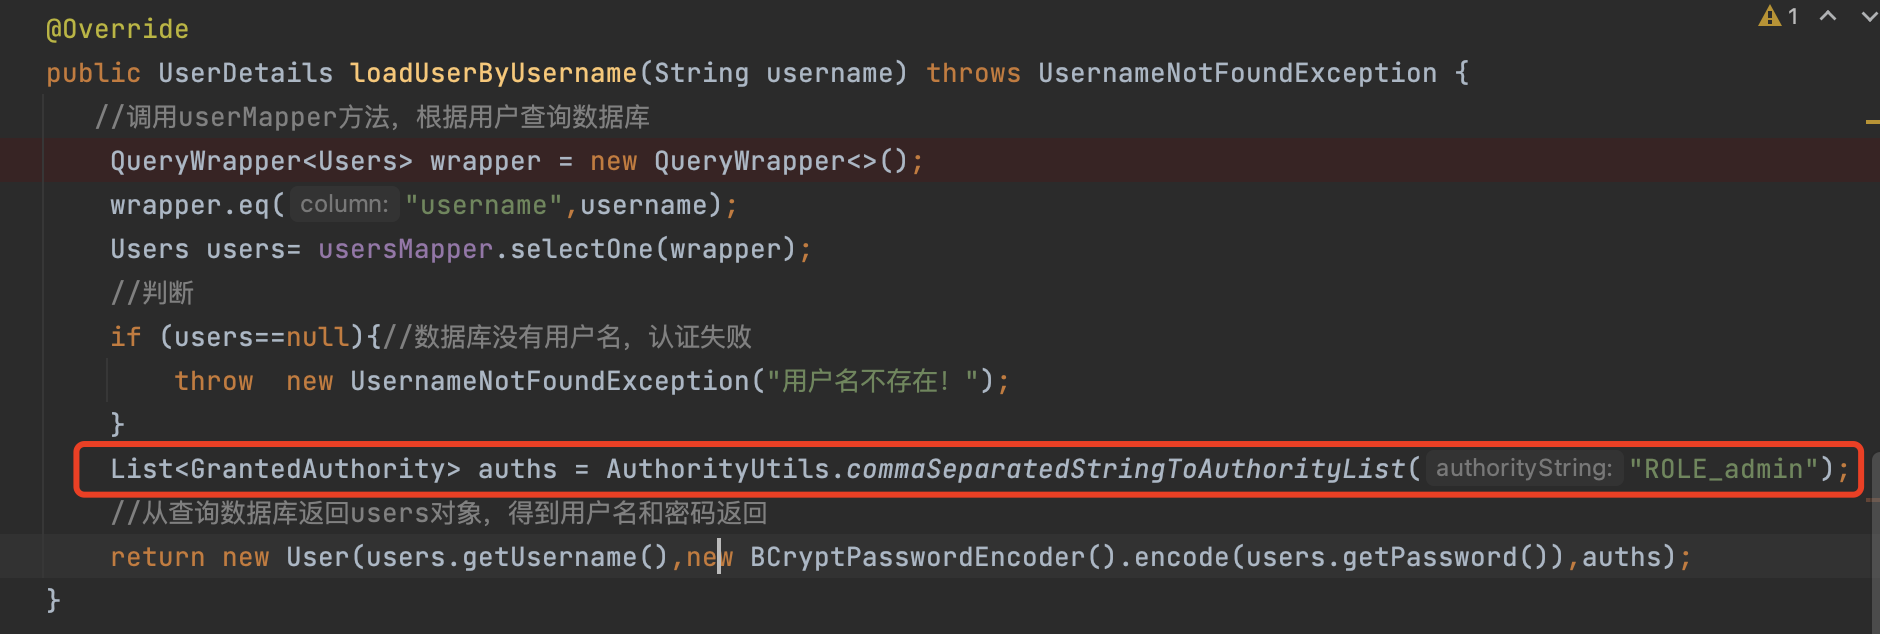 1
@Override
public UserDetails loadUserByUsername(String username) throws UsernameNotFoundException {
//调用userMapper方法，根据用户查询数据库
QueryWrapper<Users> wrapper = new QueryWrapper<>();
wrapper.eq( column: "username",username);
Users users= usersMapper.selectOne(wrapper);
//判断
if (users==null){//数据库没有用户名，认证失败
throw  new UsernameNotFoundException("用户名不存在！");
}
List<GrantedAuthority> auths = AuthorityUtils.commaSeparatedStringToAuthorityList( authorityString: "ROLE_admin");
//从查询数据库返回users对象，得到用户名和密码返回
return new User(users.getUsername(),new BCryptPasswordEncoder().encode(users.getPassword()),auths);
}